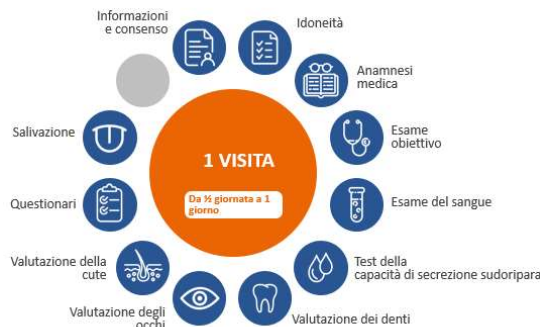 Informazioni
e consenso
Idoneità
Anamnesi
medica
Esame
obiettivo
Esame del sangue
Test della
capacità di secrezione sudoripara
Valutazione dei denti
Valutazione degli
occhi
Valutazione della
cute
Questionari
Salivazione
1 VISITA
Da ½ giornata a 1
giorno